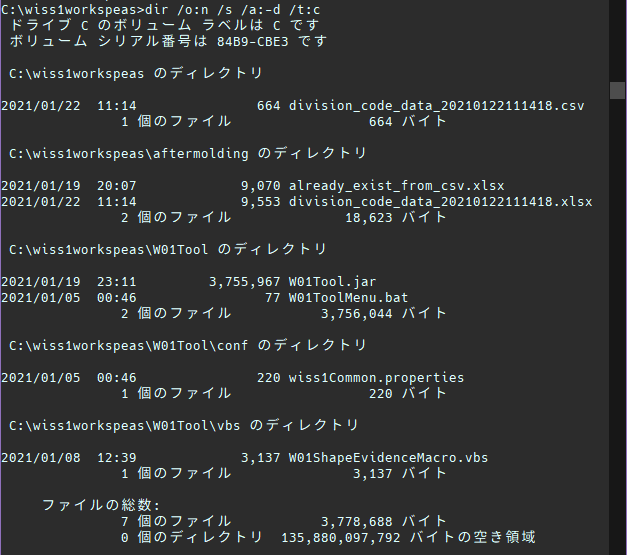 C:\wiss1workspeas>dir /o:n /s /a:-d /t:c
ドライブ C のボリューム ラベルは C です
ボリューム シリアル番号は 84B9-CBE3 です
C:\wiss1workspeas のディレクトリ
2021/01/22  11:14               664 division_code_data_20210122111418.csv
1 個のファイル                 664 バイト
C:\wiss1workspeas\aftermolding のディレクトリ
2021/01/19  20:07             9,070 already_exist_from_csv.xlsx
2021/01/22  11:14             9,553 division_code_data_20210122111418.xlsx
2 個のファイル              18,623 バイト
C:\wiss1workspeas\W01Tool のディレクトリ
2021/01/19  23:11         3,755,967 W01Tool.jar
2021/01/05  00:46                77 W01ToolMenu.bat
2 個のファイル           3,756,044 バイト
C:\wiss1workspeas\W01Tool\conf のディレクトリ
2021/01/05  00:46               220 wiss1Common.properties
1 個のファイル                 220 バイト
C:\wiss1workspeas\W01Tool\vbs のディレクトリ
2021/01/08  12:39             3,137 W01ShapeEvidenceMacro.vbs
1 個のファイル               3,137 バイト
ファイルの総数:
7 個のファイル           3,778,688 バイト
0 個のディレクトリ  135,880,097,792 バイトの空き領域